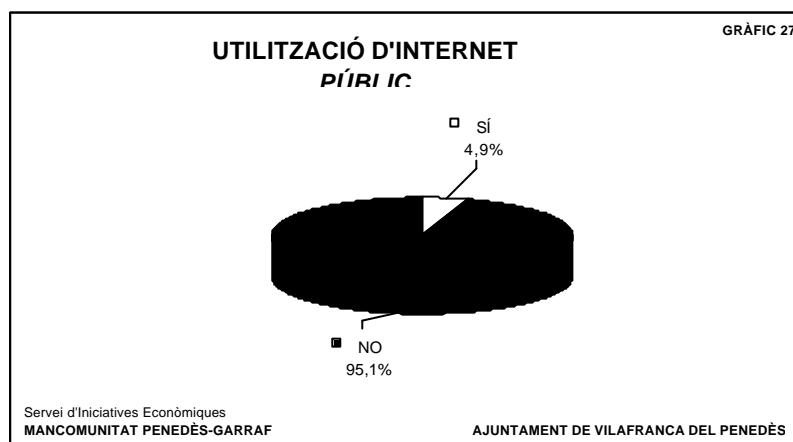 GRÀFIC 27
UTILITZACIÓ D'INTERNET
PÚBLIC
SÍ
4,9%
NO
95,1%
Servei d'Iniciatives Econòmiques
MANCOMUNITAT PENEDÈS-GARRAF
AJUNTAMENT DE VILAFRANCA DEL PENEDÈS